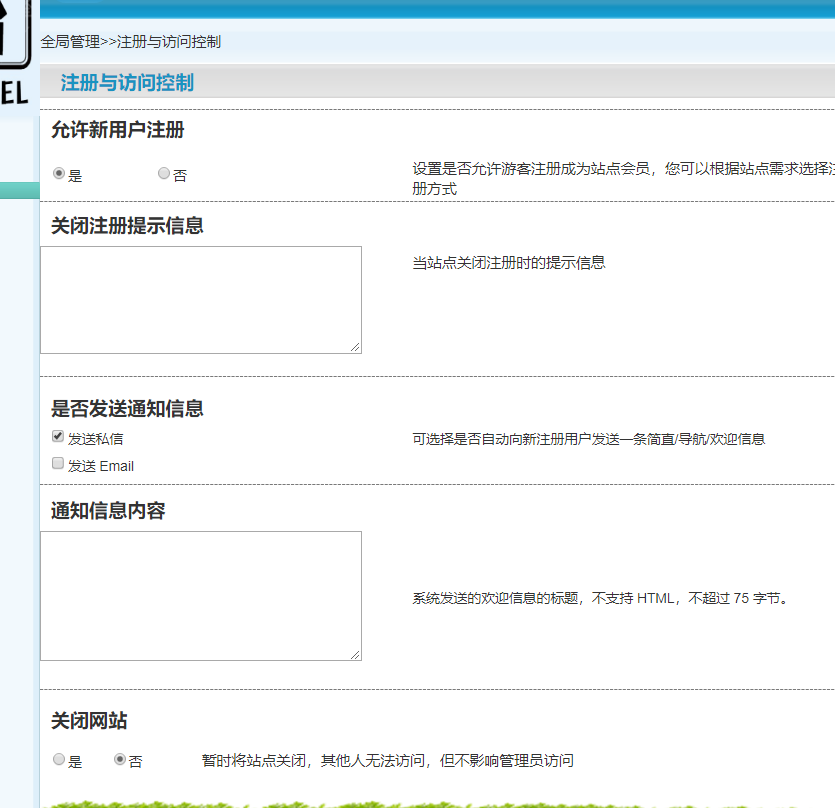 EL
全局管理>>注册与访问控制
注册与访问控制
允许新用户注册
是 否
设置是否允许游客注册成为站点会员，您可以根据站点需求选择注
册方式
关闭注册提示信息
当站点关闭注册时的提示信息
是否发送通知信息
发送私信
可选择是否自动向新注册用户发送一条简直/导航/欢迎信息
发送 Email
通知信息内容
系统发送的欢迎信息的标题，不支持 HTML，不超过 75 字节。
关闭网站
是 否 暂时将站点关闭，其他人无法访问，但不影响管理员访问